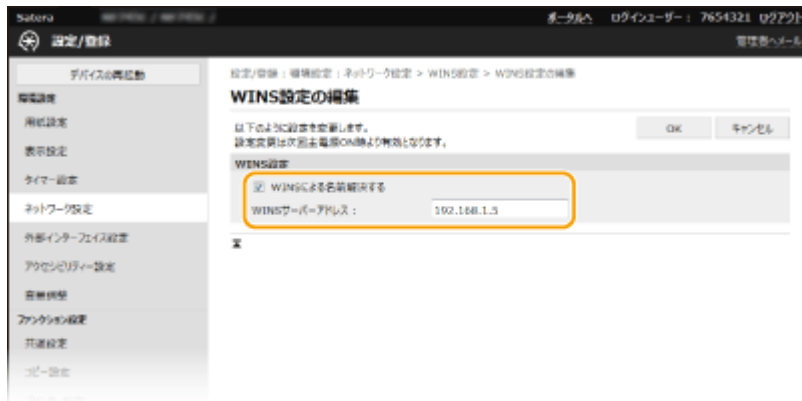 Satera
ポータルへ ログインユーザー： 7654321 ログアウト
設定/登録
管理者へメール
デバイスの再起動
設定/登録：環境設定：ネットワーク設定 > WINS設定 > WINS設定の編集
環境設定
WINS設定の編集
用紙設定
以下のように設定を変更します。
設定変更は次回主電源ON時より有効となります。
OK キャンセル
表示設定
WINS設定
タイマー設定
WINSによる名前解決する
ネットワーク設定
WINSサーバーアドレス： 192.168.1.5
外部インターフェイス設定
アクセシビリティー設定
音量調整
ファンクション設定
共通設定
コピー設定